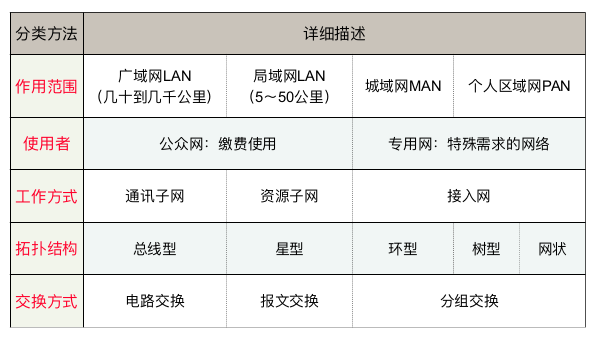 分类方法 详细描述
作用范围 广域网LAN 局域网LAN 城域网MAN 个人区域网PAN
（几十到几千公里） （5～50公里）
使用者 公众网：缴费使用 专用网：特殊需求的网络
工作方式 通讯子网 资源子网 接入网
拓扑结构 总线型 星型 环型 树型 网状
交换方式 电路交换 报文交换 分组交换